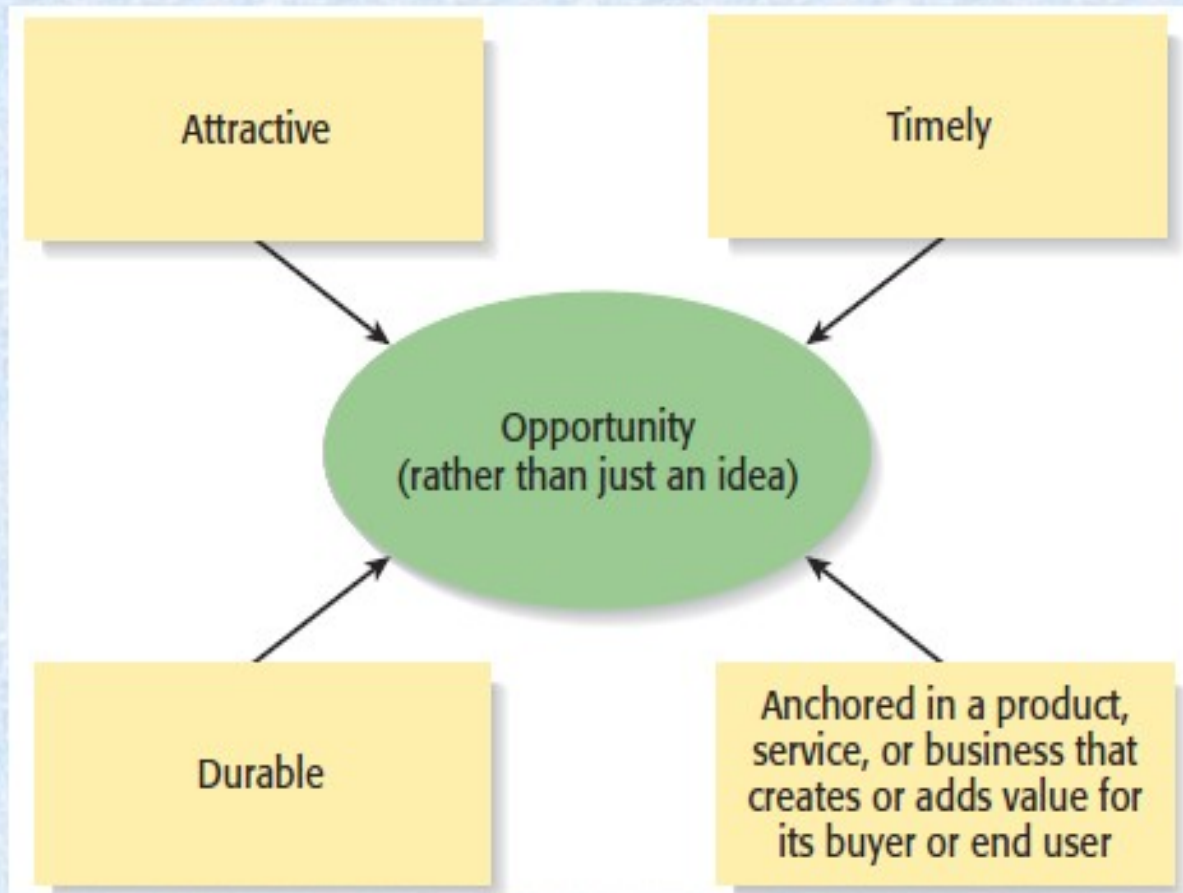 Attractive
Timely
Opportunity
(rather than just an idea)
Durable
Anchored in a product,
service, or business that
creates or adds value for
its buyer or end user